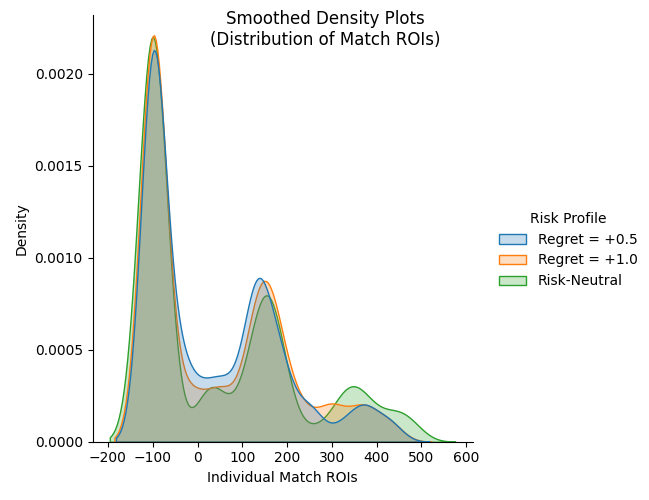 Smoothed Density Plots
(Distribution of Match ROIs)
Density
0.0020
0.0015
0.0010
0.0005
0.0000
−200 −100 0 100 200 300 400 500 600
Individual Match ROIs
Risk Profile
Regret = +0.5
Regret = +1.0
Risk-Neutral